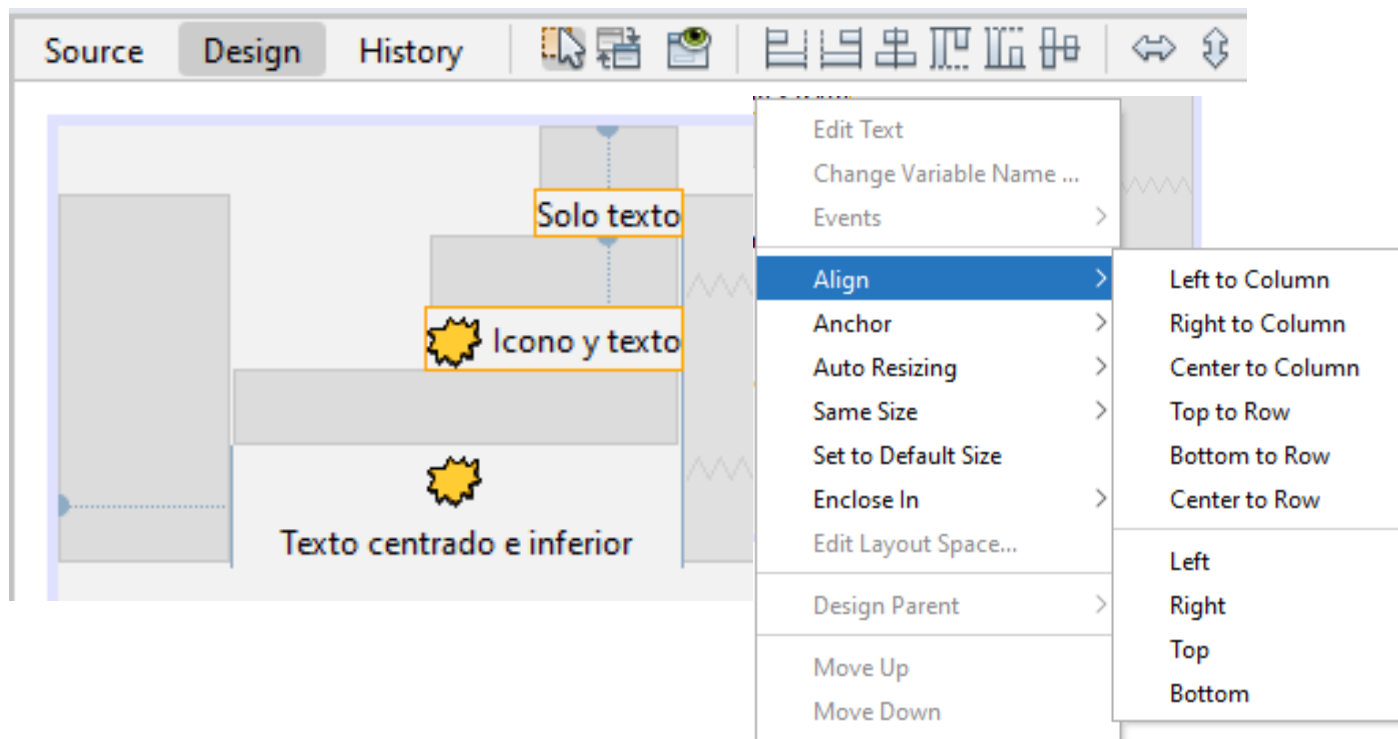 Source Design History
Solo texto
Icono y texto
Texto centrado e inferior
Edit Text
Change Variable Name ...
Events
Align
Anchor
Auto Resizing
Same Size
Set to Default Size
Enclose In
Edit Layout Space...
Design Parent
Move Up
Move Down
Left to Column
Right to Column
Center to Column
Top to Row
Bottom to Row
Center to Row
Left
Right
Top
Bottom